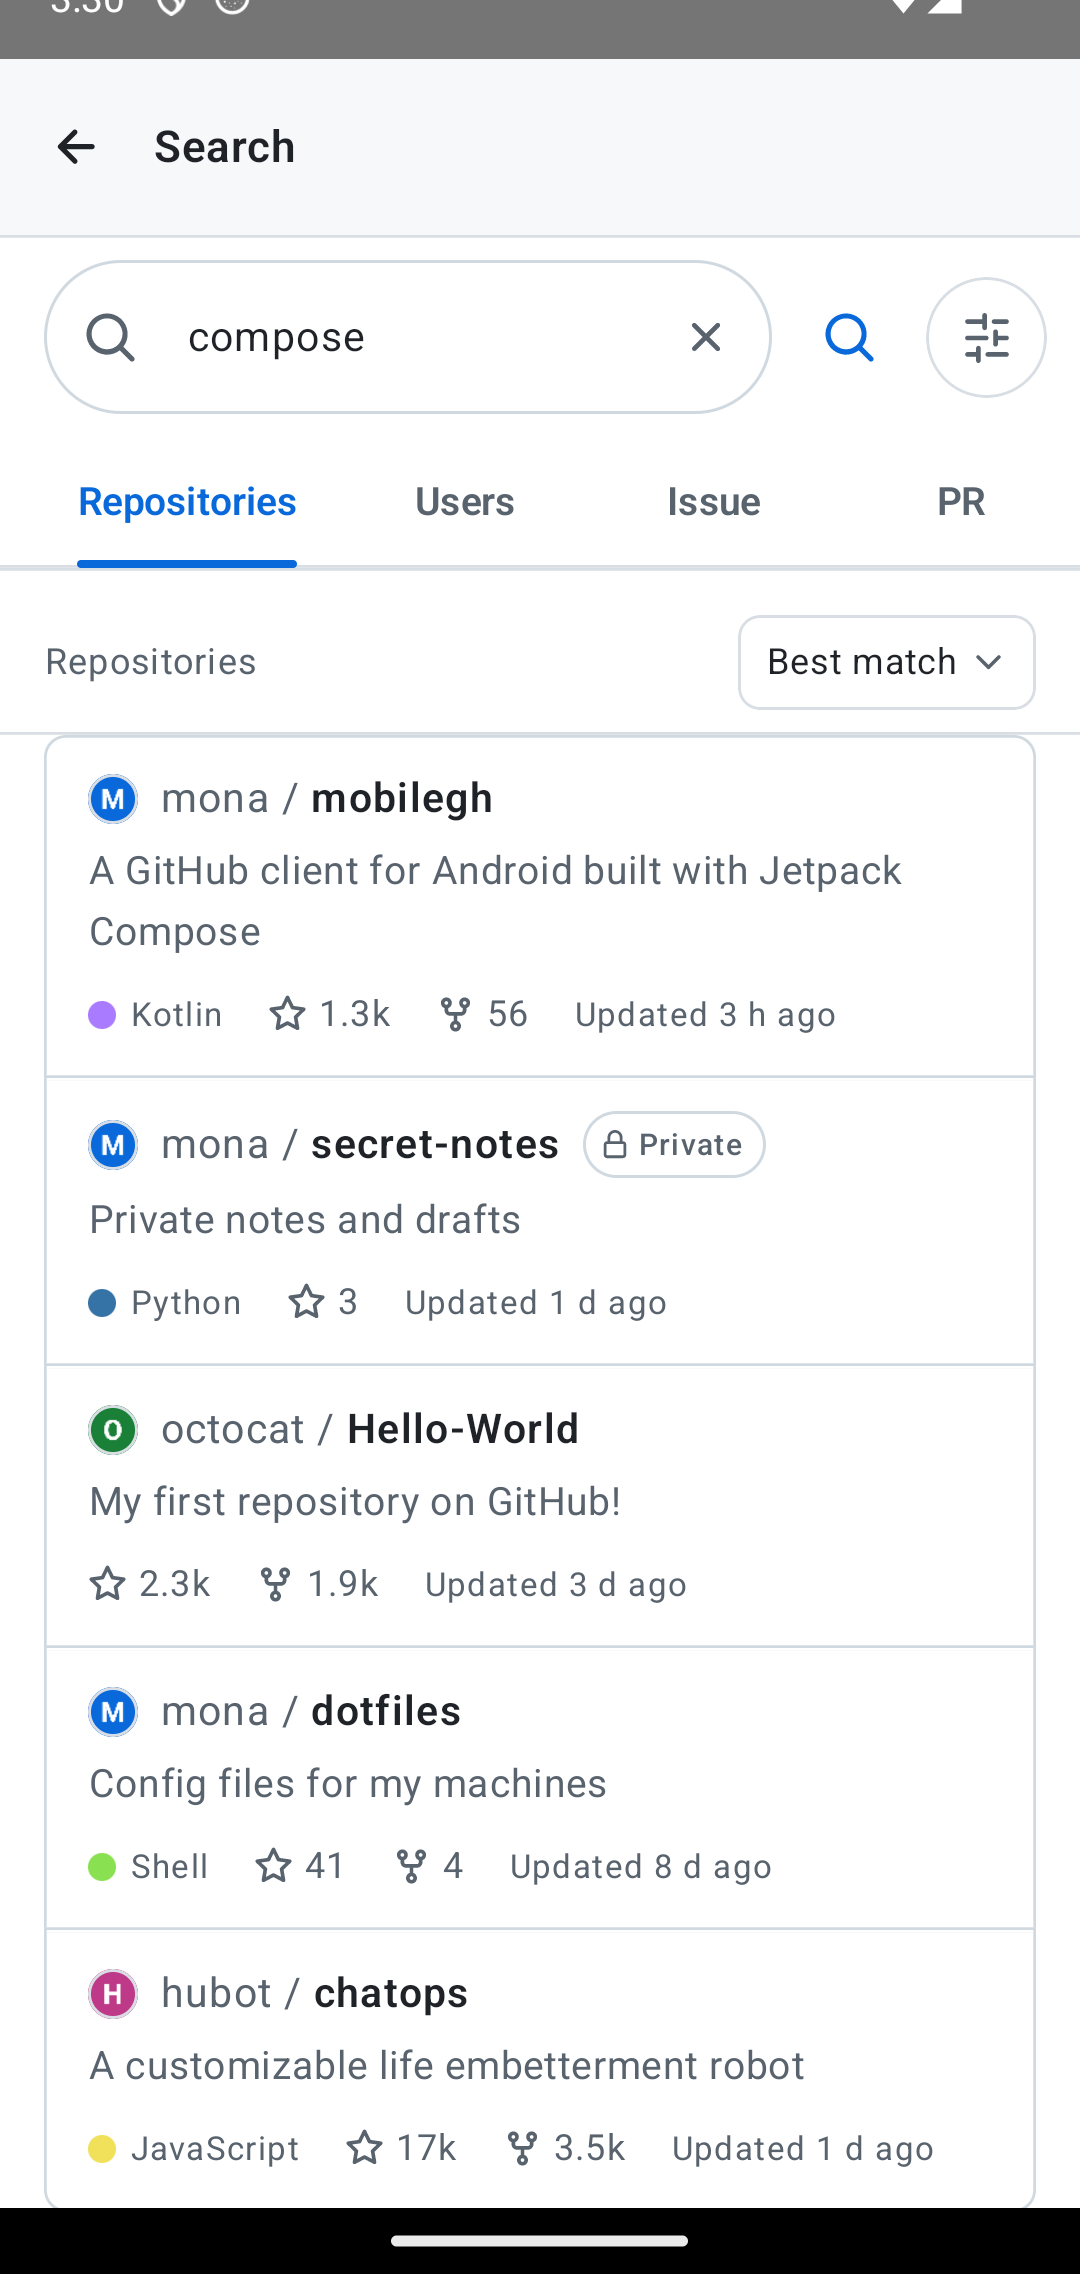 3:30
Search
compose
Repositories Users Issue PR
Repositories Best match
M mona / mobilegh
A GitHub client for Android built with Jetpack
Compose
Kotlin 1.3k 56 Updated 3 h ago
M mona / secret-notes Private
Private notes and drafts
Python 3 Updated 1 d ago
O octocat / Hello-World
My first repository on GitHub!
2.3k 1.9k Updated 3 d ago
M mona / dotfiles
Config files for my machines
Shell 41 4 Updated 8 d ago
H hubot / chatops
A customizable life embetterment robot
JavaScript 17k 3.5k Updated 1 d ago